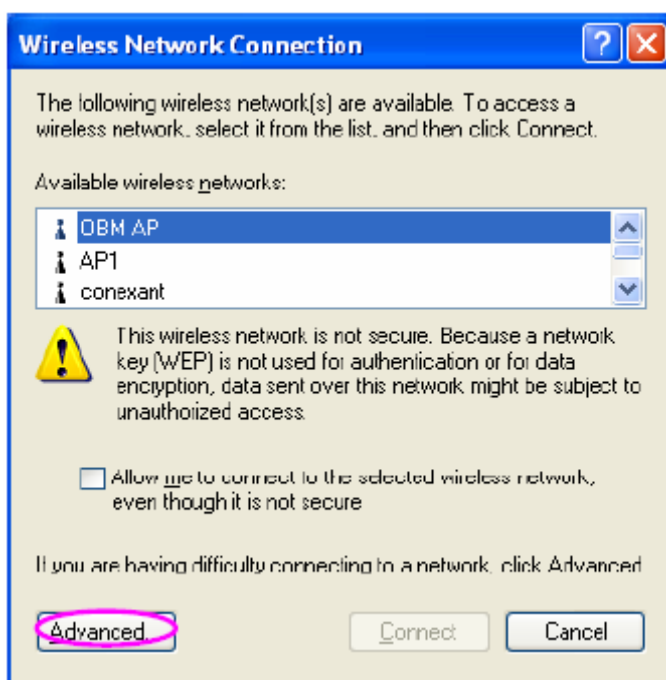 Wireless Network Connection
The following wireless network(s) are available. To access a
wireless network, select it from the list, and then click Connect.
Available wireless networks:
OBM AP
AP1
conexant
This wireless network is not secure. Because a network
key (WEP) is not used for authentication or for data
encryption, data sent over this network might be subject to
unauthorized access.
Allow me to connect to the selected wireless network,
even though it is not secure
If you are having difficulty connecting to a network, click Advanced
Advanced...
Connect
Cancel